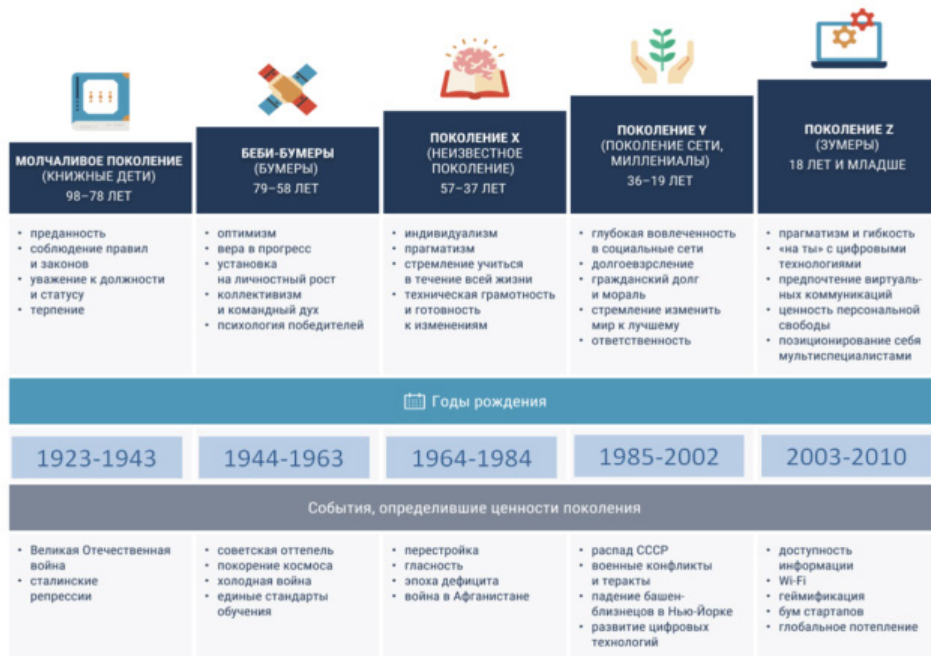 МОЛЧАЛИВОЕ ПОКОЛЕНИЕ
(КНИЖНЫЕ ДЕТИ)
98–78 ЛЕТ
БЕБИ-БУМЕРЫ
(БУМЕРЫ)
79–58 ЛЕТ
ПОКОЛЕНИЕ X
(НЕИЗВЕСТНОЕ
ПОКОЛЕНИЕ)
57–37 ЛЕТ
ПОКОЛЕНИЕ Y
(ПОКОЛЕНИЕ СЕТИ,
МИЛЛЕНИАЛЫ)
36–19 ЛЕТ
ПОКОЛЕНИЕ Z
(ЗУМЕРЫ)
18 ЛЕТ И МЛАДШЕ
• преданность
• соблюдение правил
и законов
• уважение к должности
и статусу
• терпение
• оптимизм
• вера в прогресс
• установка
на личностный рост
• коллективизм
и командный дух
• психология победителей
• индивидуализм
• прагматизм
• стремление учиться
в течение всей жизни
• техническая грамотность
и готовность
к изменениям
• глубокая вовлеченность
в социальные сети
• долгоевзрсление
• гражданский долг
и мораль
• стремление изменить
мир к лучшему
• ответственность
• прагматизм и гибкость
• «на ты» с цифровыми
технологиями
• предпочтение виртуаль-
ных коммуникаций
• ценность персональной
свободы
• позиционирование себя
мультиспециалистами
Годы рождения
1923-1943
1944-1963
1964-1984
1985-2002
2003-2010
События, определившие ценности поколения
• Великая Отечественная
война
• сталинские
репрессии
• советская оттепель
• покорение космоса
• холодная война
• единые стандарты
обучения
• перестройка
• гласность
• эпоха дефицита
• война в Афганистане
• распад СССР
• военные конфликты
и теракты
• падение башен-
близнецов в Нью-Йорке
• развитие цифровых
технологий
• доступность
информации
• Wi-Fi
• геймификация
• бум стартапов
• глобальное потепление